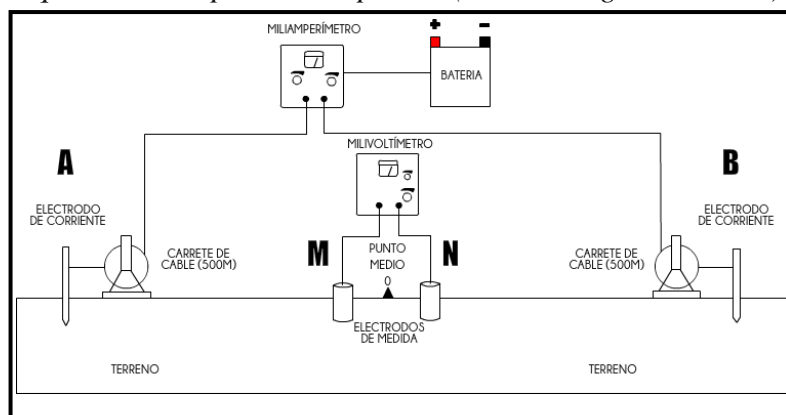 MILIAMPERÍMETRO
+ -
BATERIA
MILIVOLTÍMETRO
A
B
ELECTRODO
DE CORRIENTE
ELECTRODO
DE CORRIENTE
CARRETE DE
CABLE (500M)
M
PUNTO
MEDIO
0
N
CARRETE DE
CABLE (500M)
ELECTRODOS
DE MEDIDA
TERRENO
TERRENO